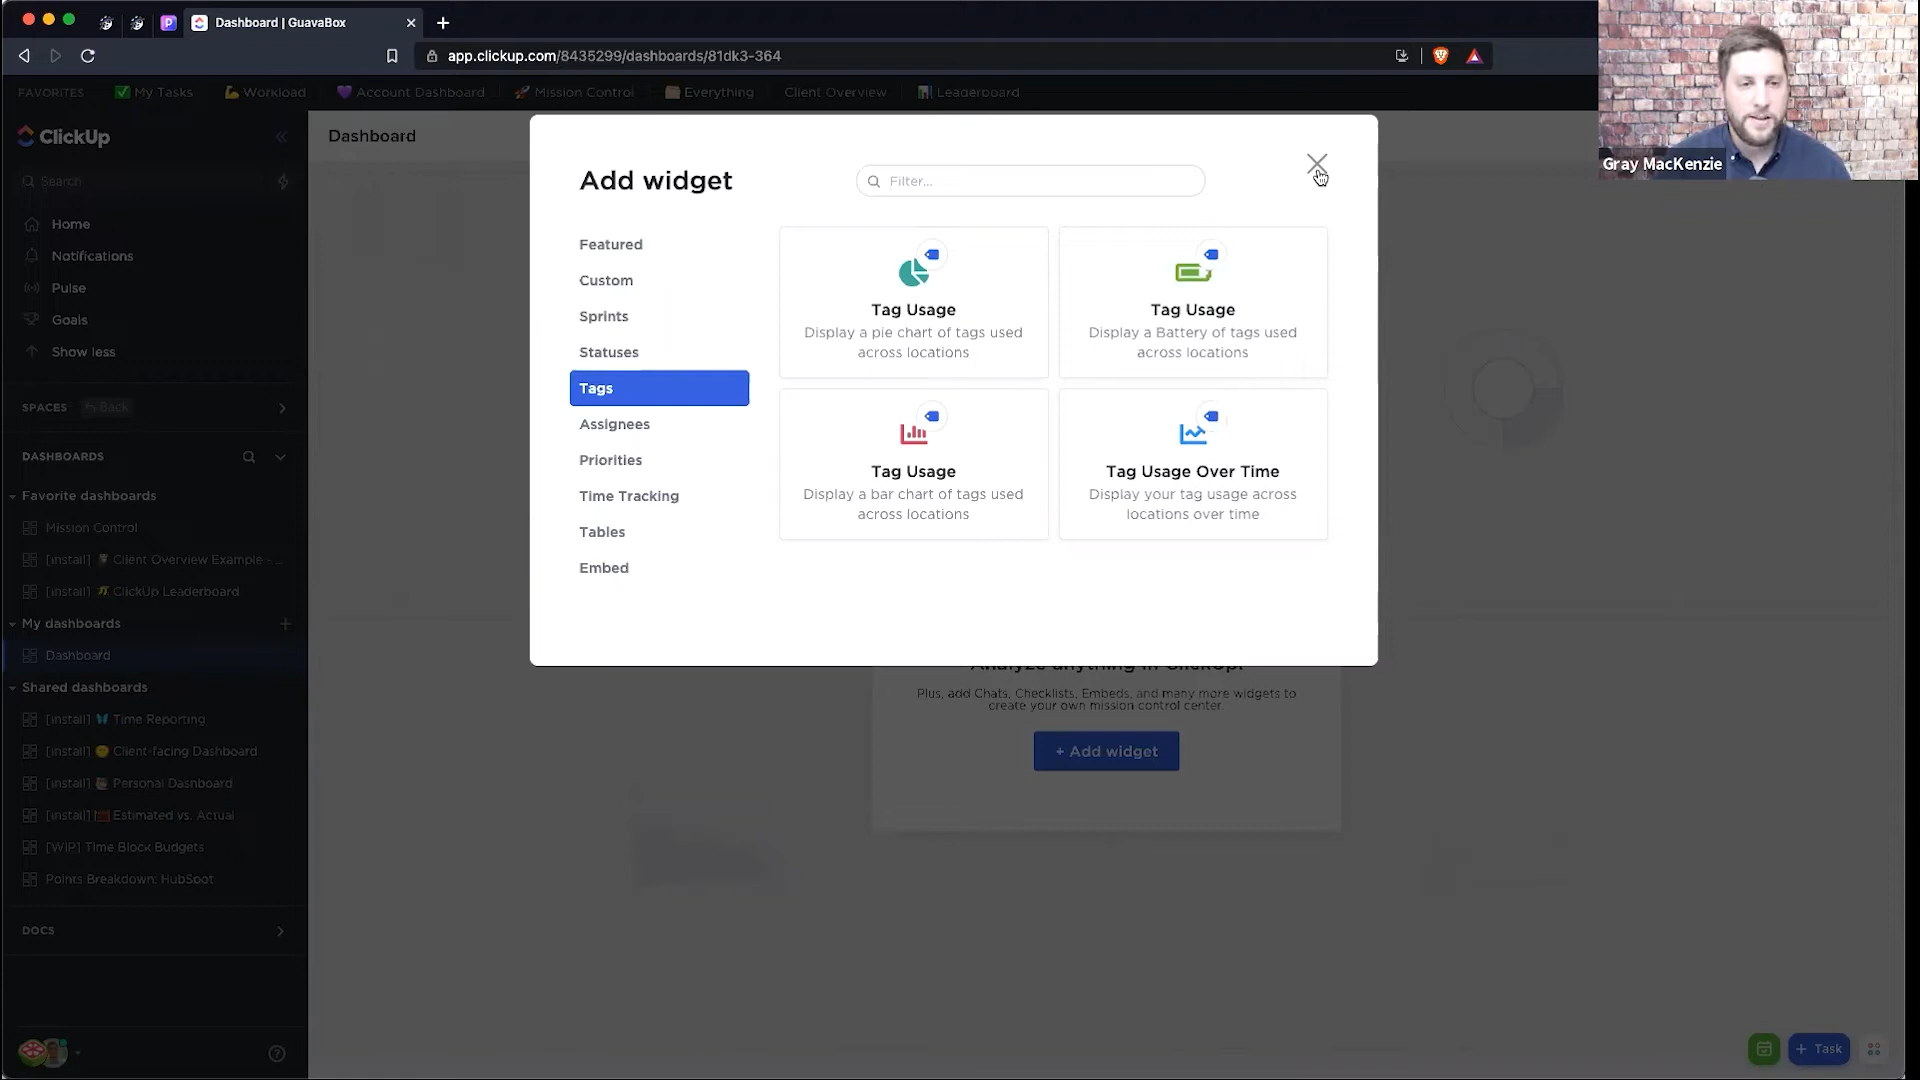 Dashboard | GuavaBox
app.clickup.com/8435299/dashboards/81dk3-364
FAVORITES
My Tasks
Workload
Account Dashboard
Mission Control
Everything
Client Overview
Leaderboard
Gray MacKenzie
ClickUp
Search
Home
Notifications
Pulse
Goals
Show less
SPACES
Back
DASHBOARDS
Favorite dashboards
Mission Control
[install] Client Overview Example - ...
[install] ClickUp Leaderboard
My dashboards
Dashboard
Shared dashboards
[install] Time Reporting
[install] Client-facing Dashboard
[install] Personal Dashboard
[install] Estimated vs. Actual
[WIP] Time Block Budgets
Points Breakdown: HubSpot
DOCS
Dashboard
Add widget
Filter...
Featured
Custom
Sprints
Statuses
Tags
Assignees
Priorities
Time Tracking
Tables
Embed
Tag Usage
Display a pie chart of tags used
across locations
Tag Usage
Display a Battery of tags used
across locations
Tag Usage
Display a bar chart of tags used
across locations
Tag Usage Over Time
Display your tag usage across
locations over time
Analyze anything in ClickUp!
Plus, add Chats, Checklists, Embeds, and many more widgets to
create your own mission control center.
+ Add widget
+ Task